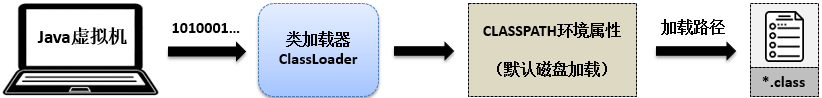 Java虚拟机
1010001...
类加载器
ClassLoader
CLASSPATH环境属性
（默认磁盘加载）
加载路径
*.class